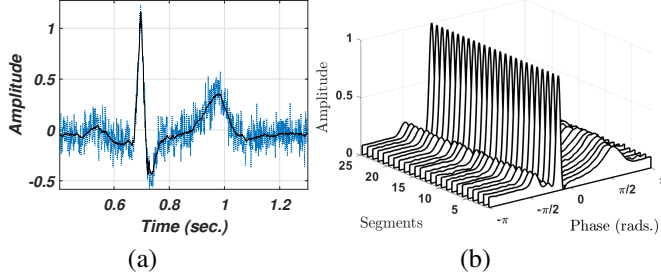 1
0.5
0
-0.5
Amplitude
0.6
0.8
1
1.2
Time (sec.)
(a)
1
0.5
0
Amplitude
25
20
15
10
5
Segments
-π
-π/2
0
π/2
Phase (rads.)
(b)